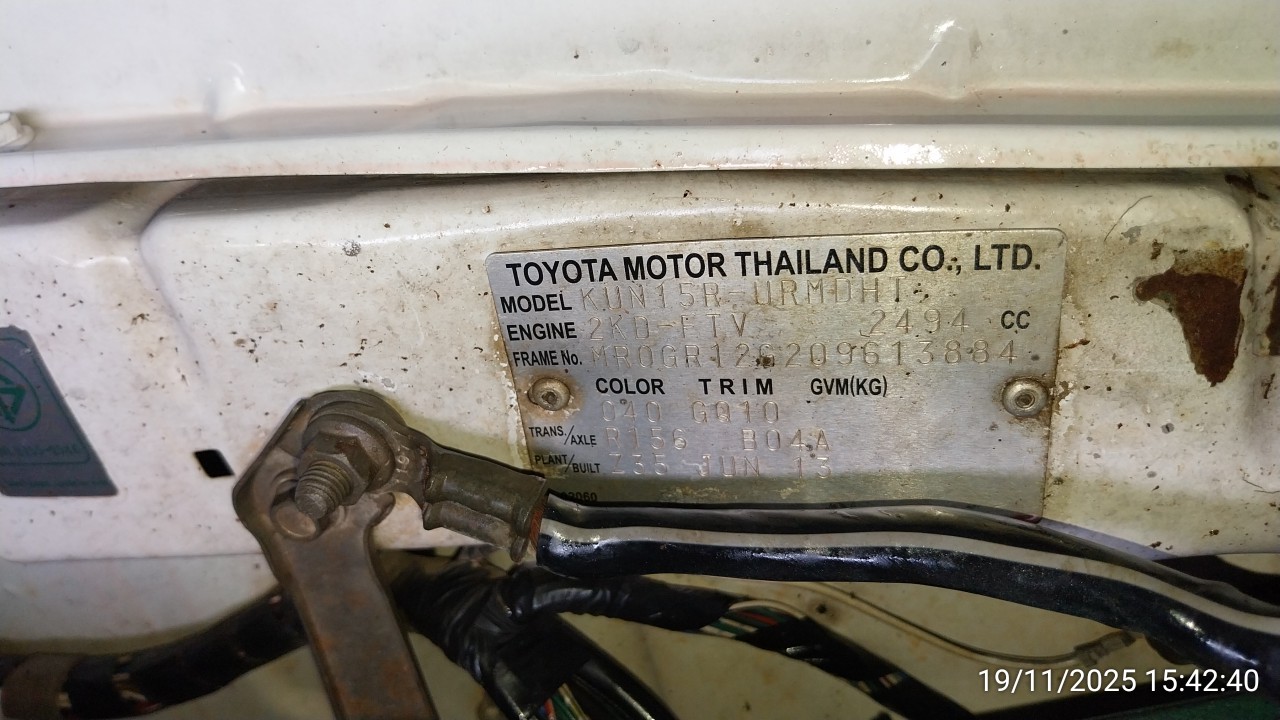 TOYOTA MOTOR THAILAND CO., LTD.
MODEL KUN15R-URMDHT
ENGINE 2KD-FTV 2494 CC
FRAME No. MR0GR12G209613884
COLOR TRIM GVM(KG)
040 GQ10
TRANS./AXLE R156 B04A
PLANT/BUILT Z35 JUN 13
19/11/2025 15:42:40